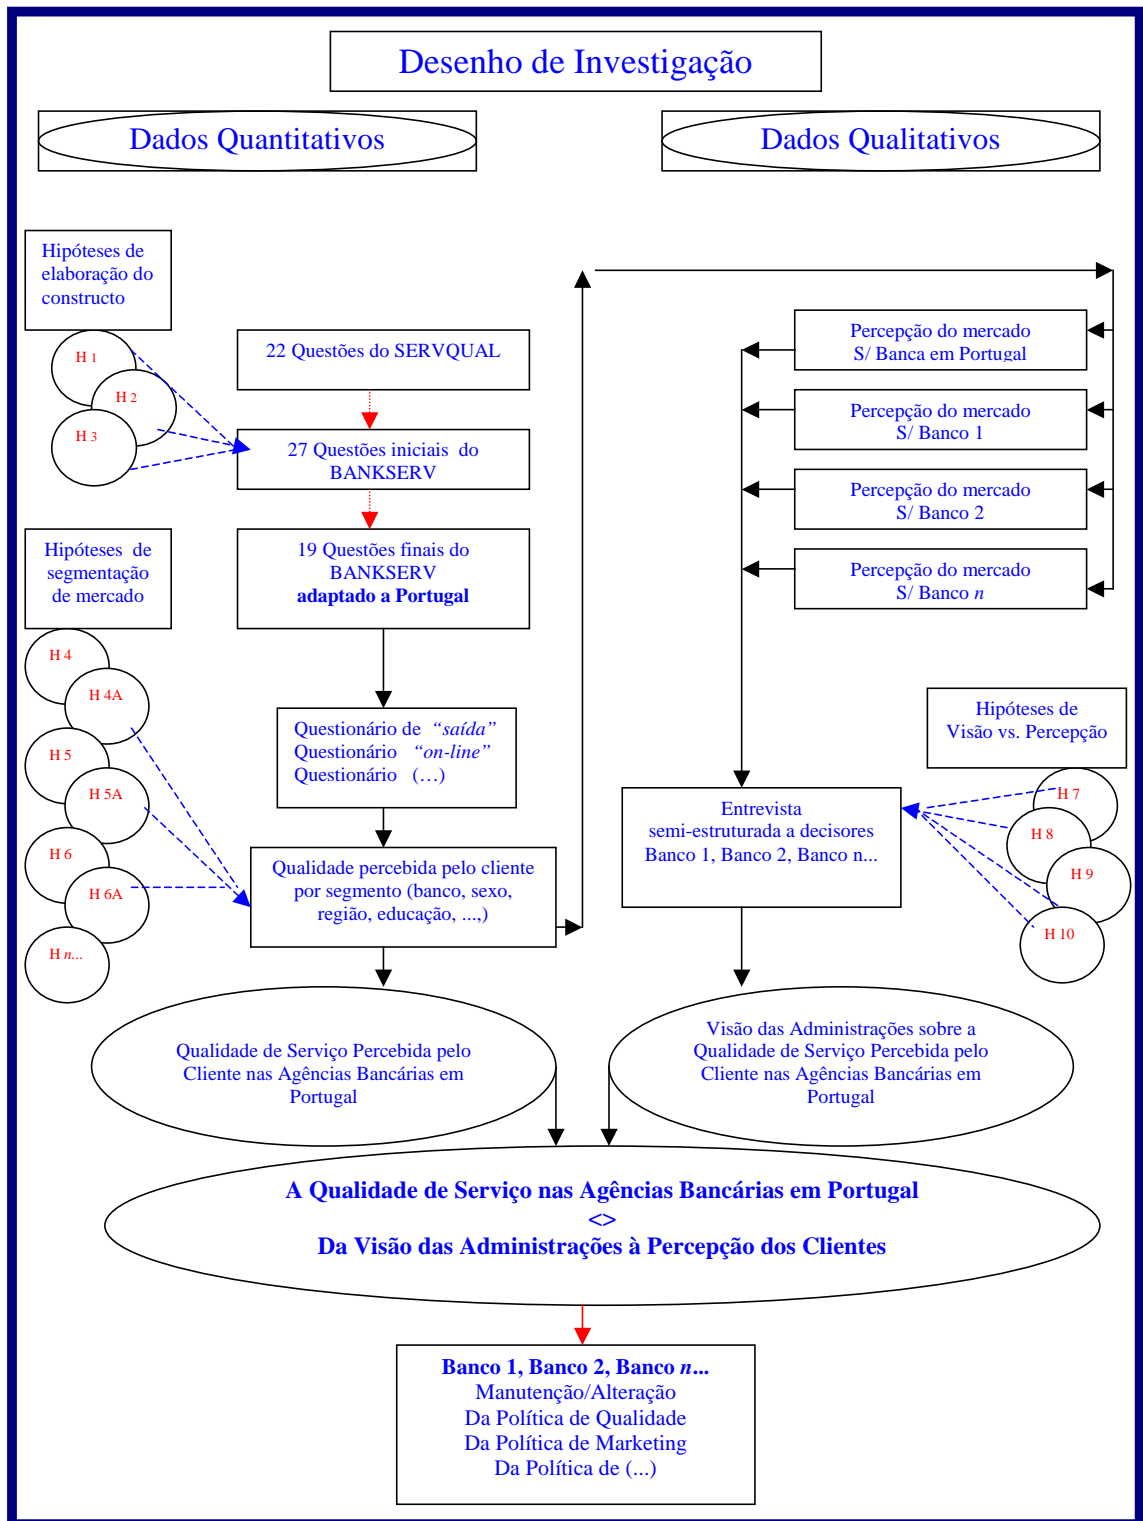 Desenho de Investigação
Dados Quantitativos
Dados Qualitativos
Hipóteses de
elaboração do
constructo
H 1
H 2
H 3
22 Questões do SERVQUAL
27 Questões iniciais do
BANKSERV
19 Questões finais do
BANKSERV
adaptado a Portugal
Hipóteses de
segmentação
de mercado
H 4
H 4A
H 5
H 5A
H 6
H 6A
H n...
Questionário de “saída”
Questionário “on-line”
Questionário (…)
Qualidade percebida pelo cliente
por segmento (banco, sexo,
região, educação, ...,)
Percepção do mercado
S/ Banca em Portugal
Percepção do mercado
S/ Banco 1
Percepção do mercado
S/ Banco 2
Percepção do mercado
S/ Banco n
Hipóteses de
Visão vs. Percepção
H 7
H 8
H 9
H 10
Entrevista
semi-estruturada a decisores
Banco 1, Banco 2, Banco n...
Qualidade de Serviço Percebida pelo
Cliente nas Agências Bancárias em
Portugal
Visão das Administrações sobre a
Qualidade de Serviço Percebida pelo
Cliente nas Agências Bancárias em
Portugal
A Qualidade de Serviço nas Agências Bancárias em Portugal
<>
Da Visão das Administrações à Percepção dos Clientes
Banco 1, Banco 2, Banco n...
Manutenção/Alteração
Da Política de Qualidade
Da Política de Marketing
Da Política de (...)